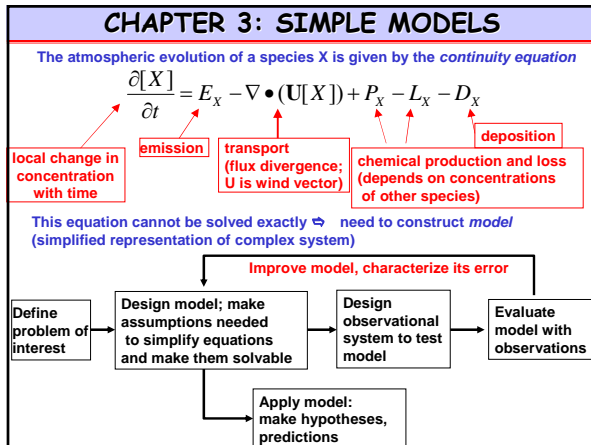 CHAPTER 3: SIMPLE MODELS
The atmospheric evolution of a species X is given by the continuity equation
∂[X]/∂t = E_X − ∇ • (U[X]) + P_X − L_X − D_X
local change in
concentration
with time
emission
transport
(flux divergence;
U is wind vector)
deposition
chemical production and loss
(depends on concentrations
of other species)
This equation cannot be solved exactly ⇨ need to construct model
(simplified representation of complex system)
Improve model, characterize its error
Define
problem of
interest
Design model; make
assumptions needed
to simplify equations
and make them solvable
Design
observational
system to test
model
Evaluate
model with
observations
Apply model:
make hypotheses,
predictions